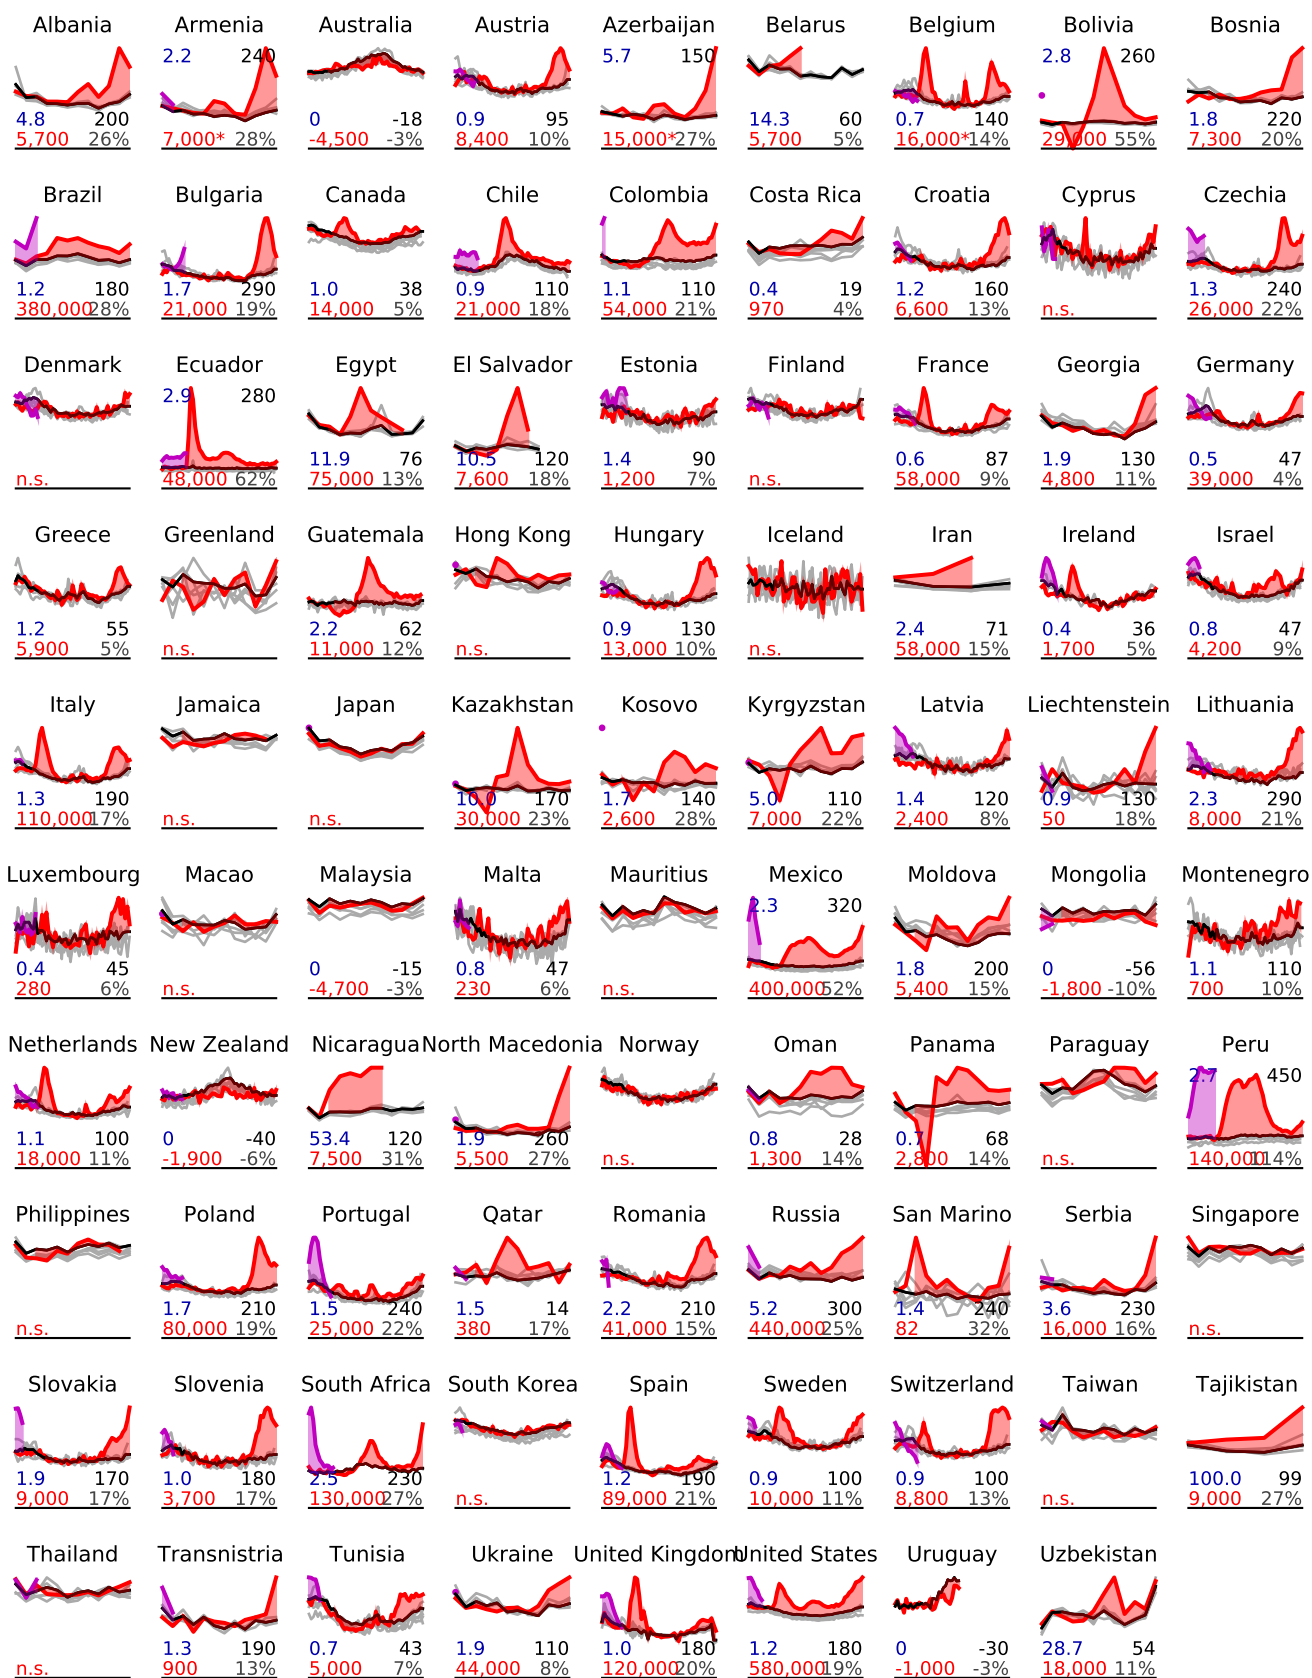 Albania Armenia Australia Austria Azerbaijan Belarus Belgium Bolivia Bosnia
2.2 240 5.7 150 2.8 260
4.8 200 0 -18 0.9 95 14.3 60 0.7 140 1.8 220
5,700 26% 7,000* 28% -4,500 -3% 8,400 10% 15,000* 27% 5,700 5% 16,000* 14% 29,000 55% 7,300 20%
Brazil Bulgaria Canada Chile Colombia Costa Rica Croatia Cyprus Czechia
1.2 180 1.7 290 1.0 38 0.9 110 1.1 110 0.4 19 1.2 160 1.3 240
380,000 28% 21,000 19% 14,000 5% 21,000 18% 54,000 21% 970 4% 6,600 13% n.s. 26,000 22%
Denmark Ecuador Egypt El Salvador Estonia Finland France Georgia Germany
2.9 280
11.9 76 10.5 120 1.4 90 0.6 87 1.9 130 0.5 47
n.s. 48,000 62% 75,000 13% 7,600 18% 1,200 7% n.s. 58,000 9% 4,800 11% 39,000 4%
Greece Greenland Guatemala Hong Kong Hungary Iceland Iran Ireland Israel
1.2 55 2.2 62 0.9 130 2.4 71 0.4 36 0.8 47
5,900 5% n.s. 11,000 12% n.s. 13,000 10% n.s. 58,000 15% 1,700 5% 4,200 9%
Italy Jamaica Japan Kazakhstan Kosovo Kyrgyzstan Latvia Liechtenstein Lithuania
1.3 190 10.0 170 1.7 140 5.0 110 1.4 120 0.9 130 2.3 290
110,000 17% n.s. n.s. 30,000 23% 2,600 28% 7,000 22% 2,400 8% 50 18% 8,000 21%
Luxembourg Macao Malaysia Malta Mauritius Mexico Moldova Mongolia Montenegro
2.3 320
0.4 45 0 -15 0.8 47 1.8 200 0 -56 1.1 110
280 6% n.s. -4,700 -3% 230 6% n.s. 400,000 52% 5,400 15% -1,800 -10% 700 10%
Netherlands New Zealand Nicaragua North Macedonia Norway Oman Panama Paraguay Peru
2.7 450
1.1 100 0 -40 53.4 120 1.9 260 0.8 28 0.7 68
18,000 11% -1,900 -6% 7,500 31% 5,500 27% n.s. 1,300 14% 2,800 14% n.s. 140,000 114%
Philippines Poland Portugal Qatar Romania Russia San Marino Serbia Singapore
1.7 210 1.5 240 1.5 14 2.2 210 5.2 300 1.4 240 3.6 230
n.s. 80,000 19% 25,000 22% 380 17% 41,000 15% 440,000 25% 82 32% 16,000 16% n.s.
Slovakia Slovenia South Africa South Korea Spain Sweden Switzerland Taiwan Tajikistan
1.9 170 1.0 180 2.5 230 1.2 190 0.9 100 0.9 100 100.0 99
9,000 17% 3,700 17% 130,000 27% n.s. 89,000 21% 10,000 11% 8,800 13% n.s. 9,000 27%
Thailand Transnistria Tunisia Ukraine United Kingdom United States Uruguay Uzbekistan
1.3 190 0.7 43 1.9 110 1.0 180 1.2 180 0 -30 28.7 54
n.s. 900 13% 5,000 7% 44,000 8% 120,000 20% 580,000 19% -1,000 -3% 18,000 11%